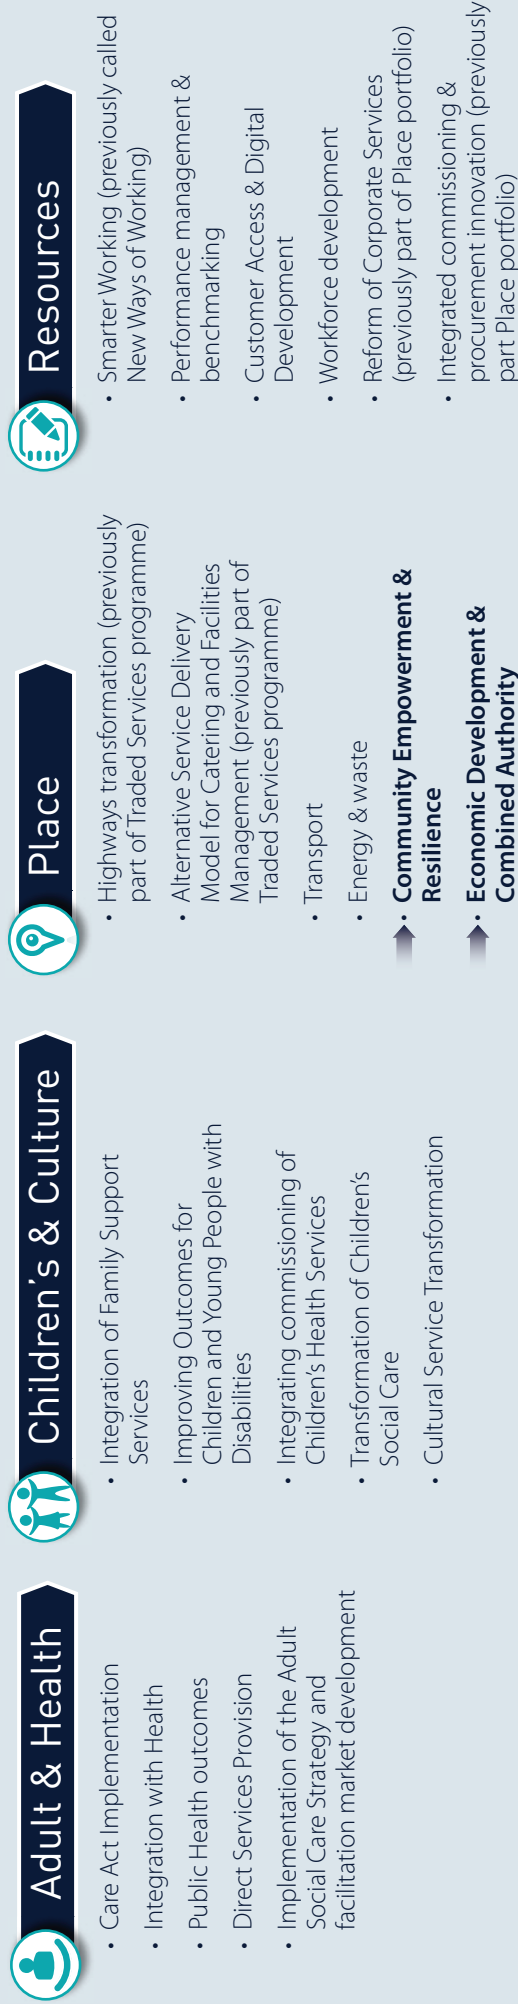 Adult & Health
• Care Act Implementation
• Integration with Health
• Public Health outcomes
• Direct Services Provision
• Implementation of the Adult
Social Care Strategy and
facilitation market development
Children's & Culture
• Integration of Family Support
Services
• Improving Outcomes for
Children and Young People with
Disabilities
• Integrating commissioning of
Children's Health Services
• Transformation of Children's
Social Care
• Cultural Service Transformation
Place
• Highways transformation (previously
part of Traded Services programme)
• Alternative Service Delivery
Model for Catering and Facilities
Management (previously part of
Traded Services programme)
• Transport
• Energy & waste
• Community Empowerment &
Resilience
• Economic Development &
Combined Authority
Resources
• Smarter Working (previously called
New Ways of Working)
• Performance management &
benchmarking
• Customer Access & Digital
Development
• Workforce development
• Reform of Corporate Services
(previously part of Place portfolio)
• Integrated commissioning &
procurement innovation (previously
part Place portfolio)